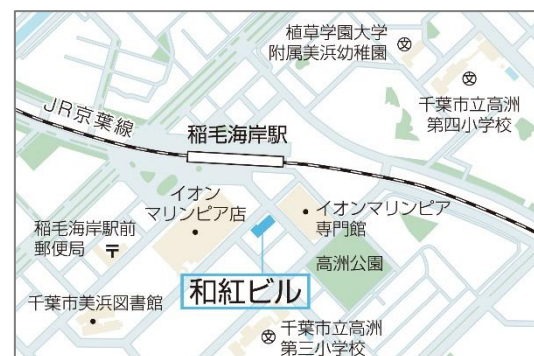 植草学園大学
附属美浜幼稚園
文
文
千葉市立高洲
第四小学校
JR京葉線
稲毛海岸駅
イオン
マリンピア店
イオンマリンピア
専門館
稲毛海岸駅前
郵便局
〒
高洲公園
和紅ビル
千葉市美浜図書館
文
千葉市立高洲
第三小学校